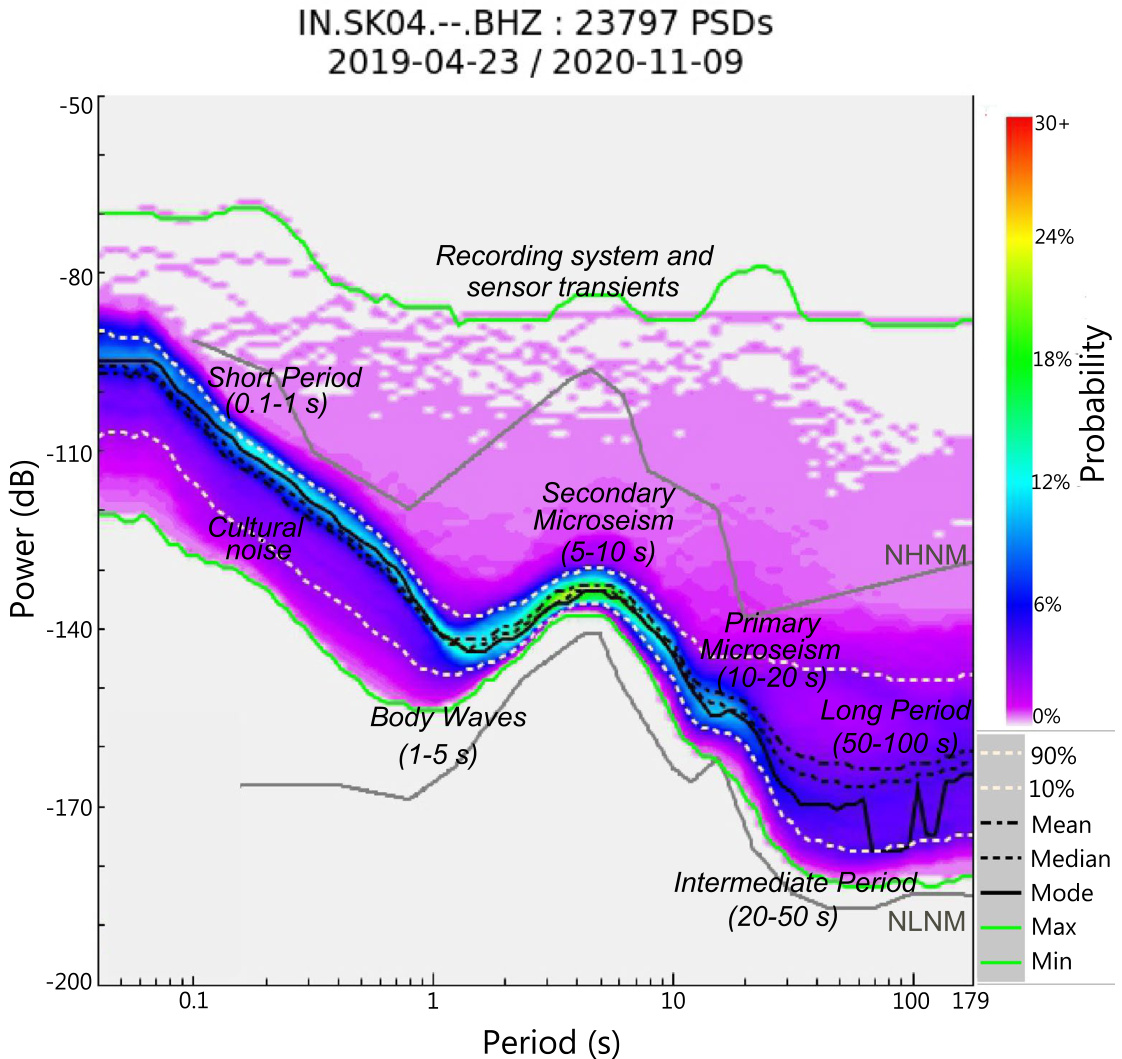 IN.SK04.--.BHZ : 23797 PSDs
2019-04-23 / 2020-11-09
-50
-80
-110
-140
-170
-200
Power (dB)
Recording system and
sensor transients
Short Period
(0.1-1 s)
Cultural
noise
Secondary
Microseism
(5-10 s)
NHNM
Primary
Microseism
(10-20 s)
Body Waves
(1-5 s)
Long Period
(50-100 s)
Intermediate Period
(20-50 s)
NLNM
0.1
1
10
100
179
Period (s)
30+
24%
18%
12%
6%
0%
Probability
90%
10%
Mean
Median
Mode
Max
Min